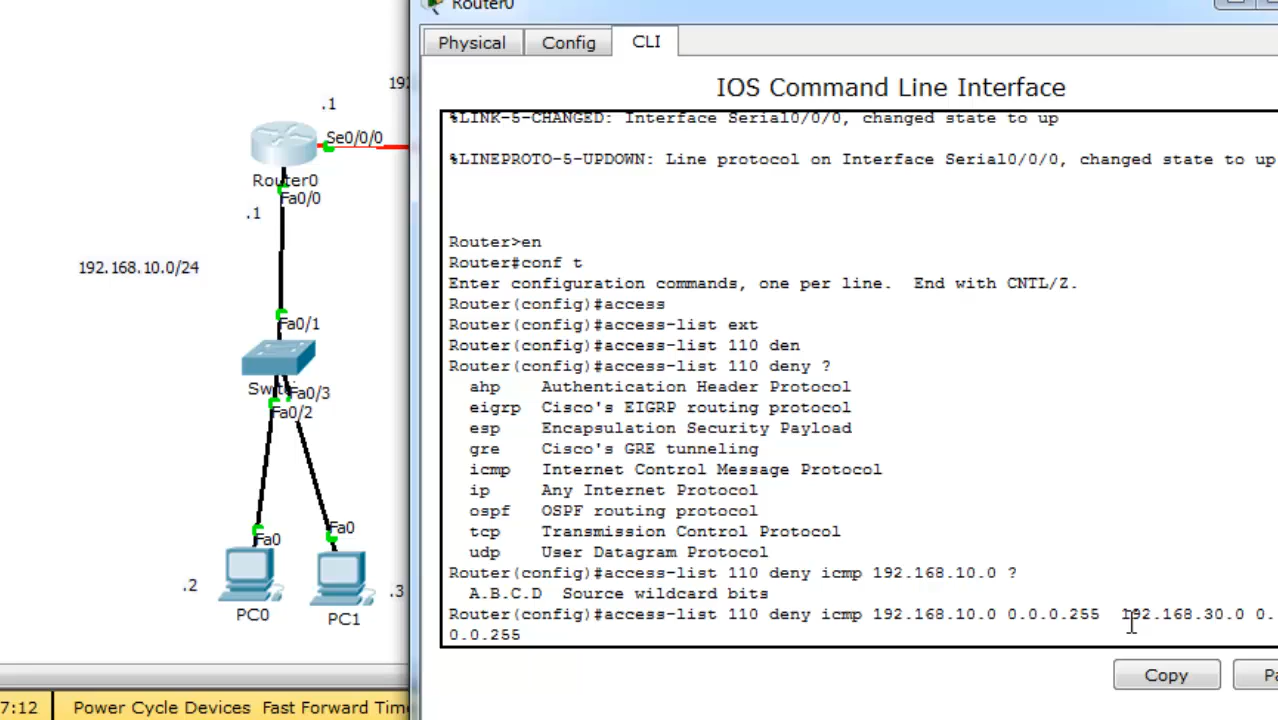 Router0
Physical Config CLI
IOS Command Line Interface
%LINK-5-CHANGED: Interface Serial0/0/0, changed state to up
%LINEPROTO-5-UPDOWN: Line protocol on Interface Serial0/0/0, changed state to up
Router>en
Router#conf t
Enter configuration commands, one per line.  End with CNTL/Z.
Router(config)#access
Router(config)#access-list ext
Router(config)#access-list 110 den
Router(config)#access-list 110 deny ?
ahp Authentication Header Protocol
eigrp Cisco's EIGRP routing protocol
esp Encapsulation Security Payload
gre Cisco's GRE tunneling
icmp Internet Control Message Protocol
ip Any Internet Protocol
ospf OSPF routing protocol
tcp Transmission Control Protocol
udp User Datagram Protocol
Router(config)#access-list 110 deny icmp 192.168.10.0 ?
A.B.C.D Source wildcard bits
Router(config)#access-list 110 deny icmp 192.168.10.0 0.0.0.255 192.168.30.0 0.
0.0.255
Copy
.1
Se0/0/0
Router0
Fa0/0
.1
192.168.10.0/24
Fa0/1
Fa0/3
Fa0/2
Fa0
Fa0
.2
.3
PC0
PC1
7:12
Power Cycle Devices Fast Forward Time